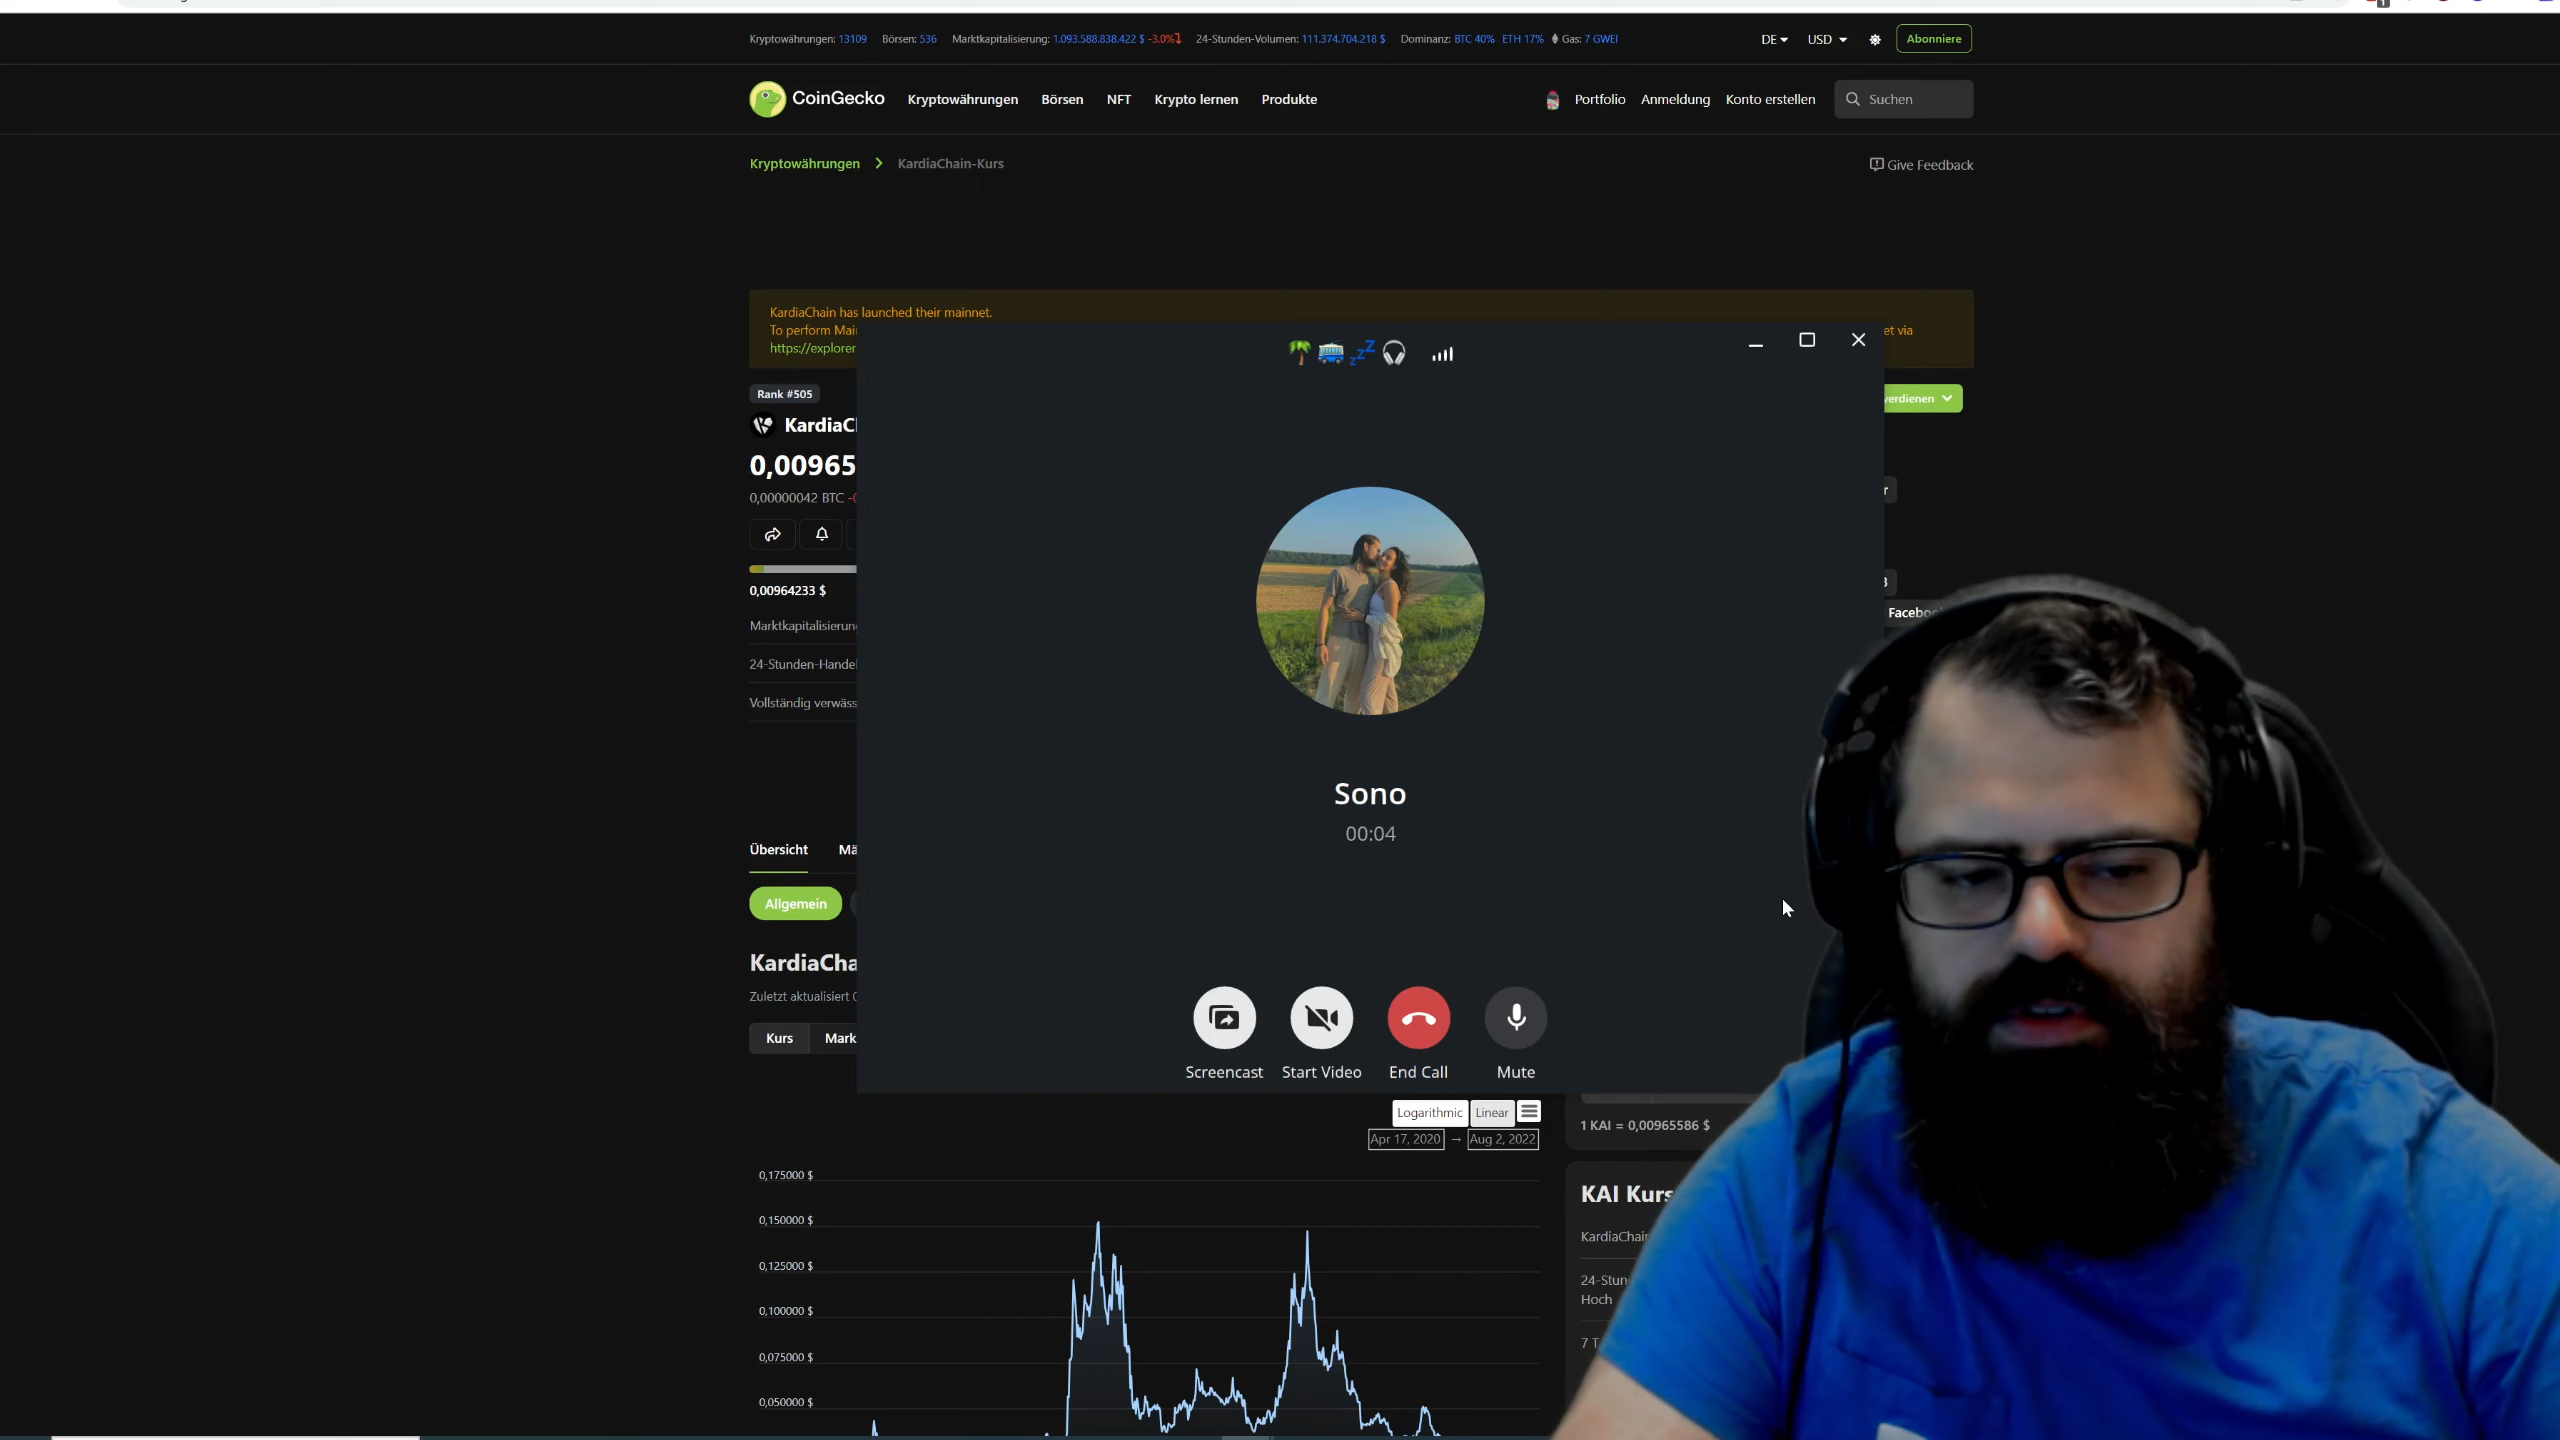 Kryptowährungen: 13109 Börsen: 536 Marktkapitalisierung: 1.093.588.838.422 $ -3.0% 24-Stunden-Volumen: 111.374.704.218 $ Dominanz: BTC 40% ETH 17% Gas: 7 GWEI
DE USD Abonniere
CoinGecko Kryptowährungen Börsen NFT Krypto lernen Produkte
Portfolio Anmeldung Konto erstellen Suchen
Kryptowährungen > KardiaChain-Kurs
Give Feedback
KardiaChain has launched their mainnet.
To perform Mai
et via
https://explorer
Rank #505
verdienen
KardiaC
0,00965
0,00000042 BTC
r
0,00964233 $
Facebo
Marktkapitalisierun
24-Stunden-Handel
Vollständig verwäss
Sono
00:04
Übersicht Mä
Allgemein
KardiaCha
Zuletzt aktualisiert
Kurs Mark
Screencast Start Video End Call Mute
Logarithmic Linear
Apr 17, 2020 → Aug 2, 2022
1 KAI = 0,00965586 $
0,175000 $
0,150000 $
0,125000 $
0,100000 $
0,075000 $
0,050000 $
KAI Kurs
KardiaChai
24-Stun
Hoch
7 T